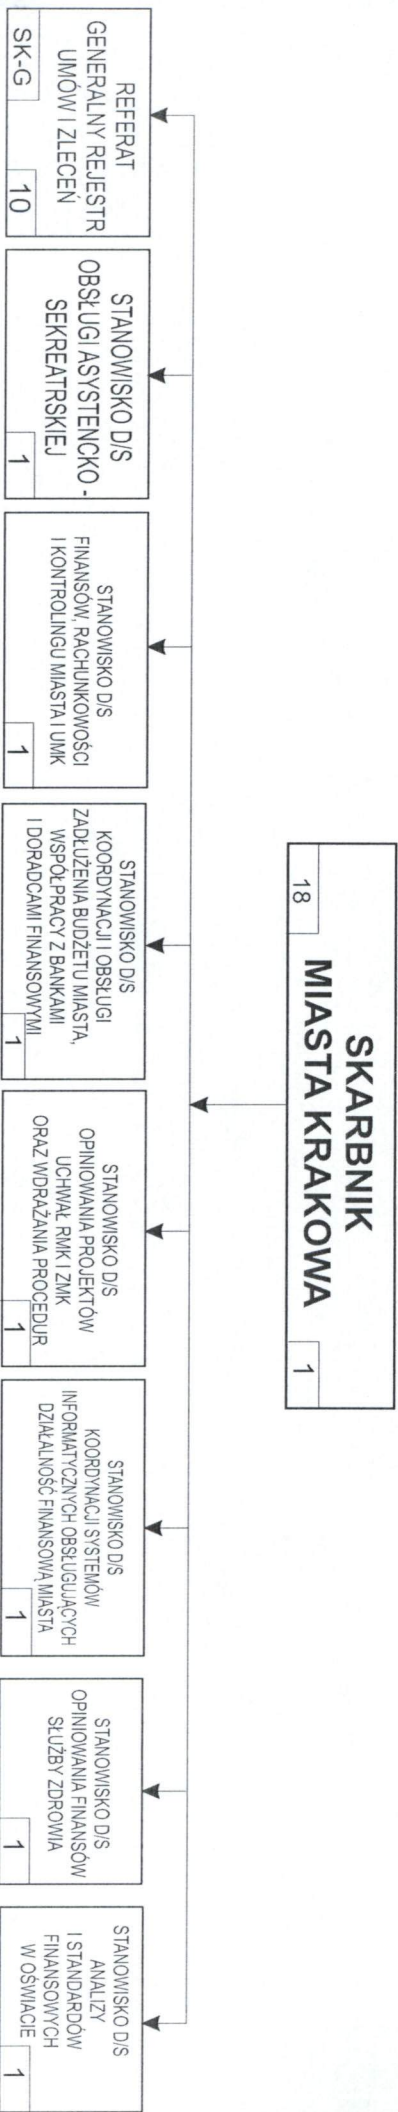 SKARBNIK
MIASTA KRAKOWA
18
1
REFERAT
GENERALNY REJESTR
UMÓW I ZLECEŃ
SK-G
10
STANOWISKO D/S
OBSŁUGI ASYSTENCKO -
SEKREATRSKIEJ
1
STANOWISKO D/S
FINANSÓW, RACHUNKOWOŚCI
I KONTROLINGU MIASTA I UMK
1
STANOWISKO D/S
KOORDYNACJI I OBSŁUGI
ZADŁUŻENIA BUDŻETU MIASTA,
WSPÓŁPRACY Z BANKAMI
I DORADCAMI FINANSOWYMI
1
STANOWISKO D/S
OPINIOWANIA PROJEKTÓW
UCHWAŁ RMK I ZMK
ORAZ WDRAŻANIA PROCEDUR
1
STANOWISKO D/S
KOORDYNACJI SYSTEMÓW
INFORMATYCZNYCH OBSŁUGUJĄCYCH
DZIAŁALNOŚĆ FINANSOWĄ MIASTA
1
STANOWISKO D/S
OPINIOWANIA FINANSÓW
SŁUŻBY ZDROWIA
1
STANOWISKO D/S
ANALIZY
I STANDARDÓW
FINANSOWYCH
W OŚWIACIE
1